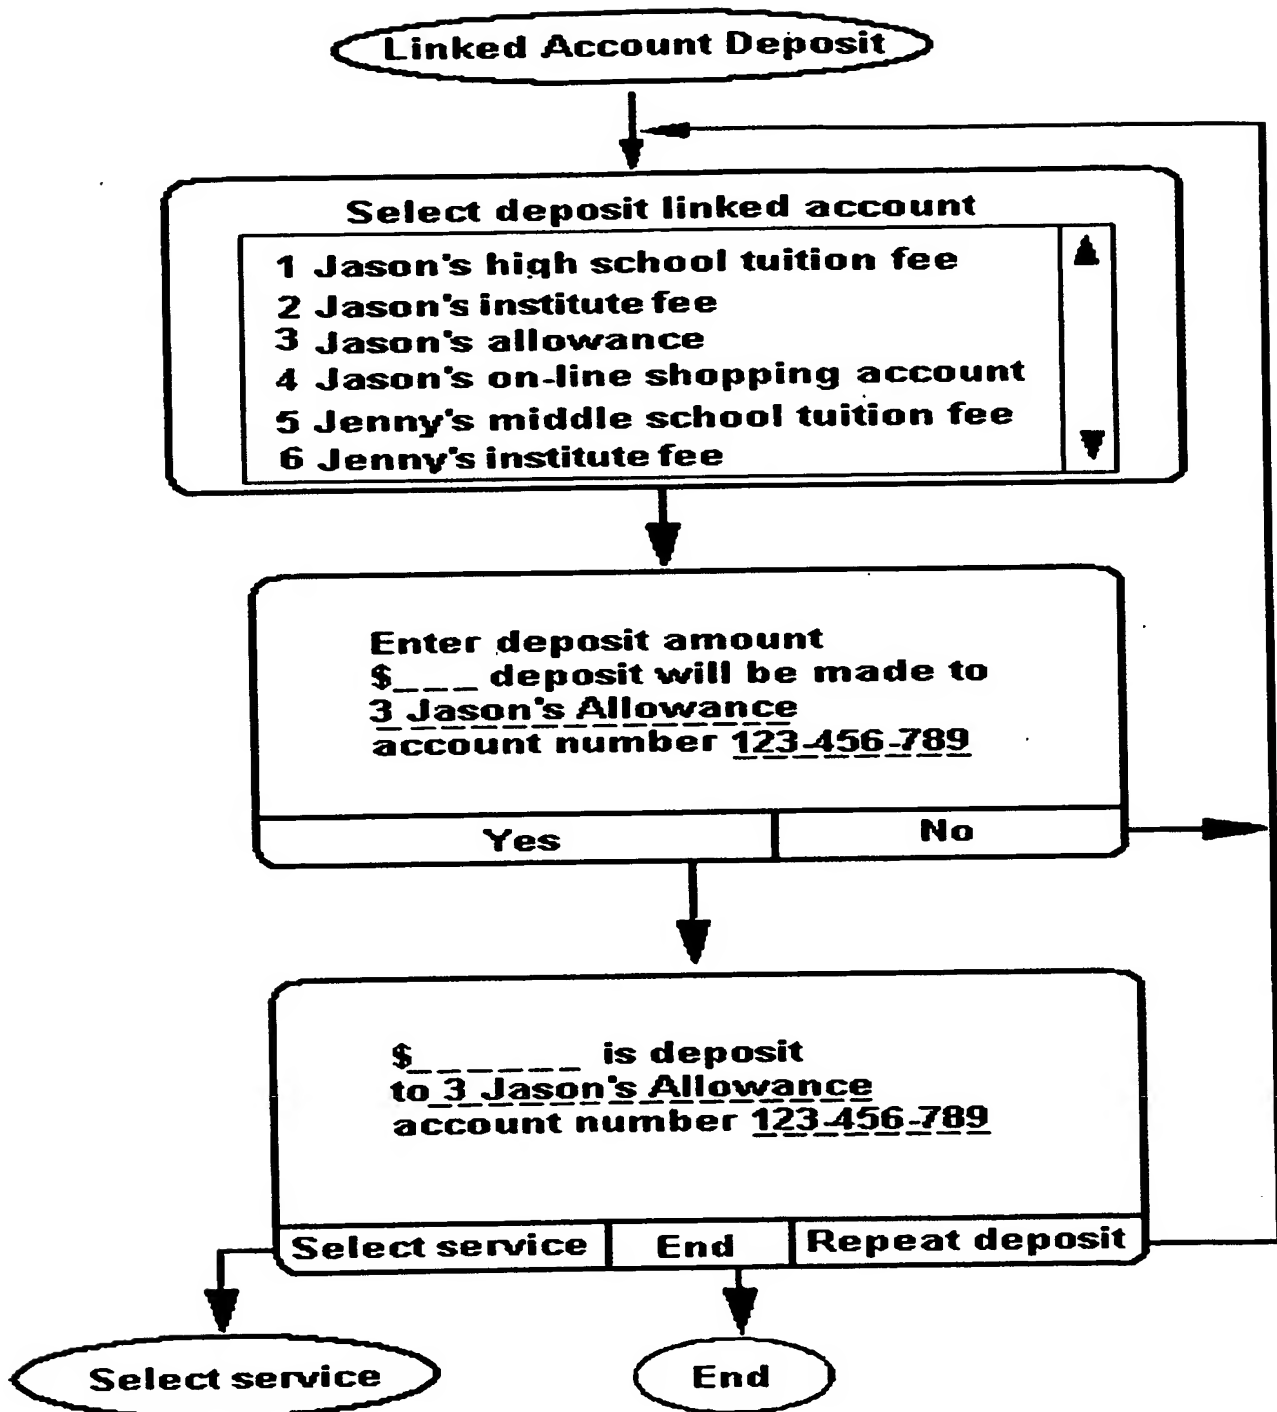 Linked Account Deposit
Select deposit linked account
1 Jason's high school tuition fee
2 Jason's institute fee
3 Jason's allowance
4 Jason's on-line shopping account
5 Jenny's middle school tuition fee
6 Jenny's institute fee
Enter deposit amount
$____ deposit will be made to
3 Jason's Allowance
account number 123-456-789
Yes
No
$_______ is deposit
to 3 Jason's Allowance
account number 123-456-789
Select service
End
Repeat deposit
Select service
End